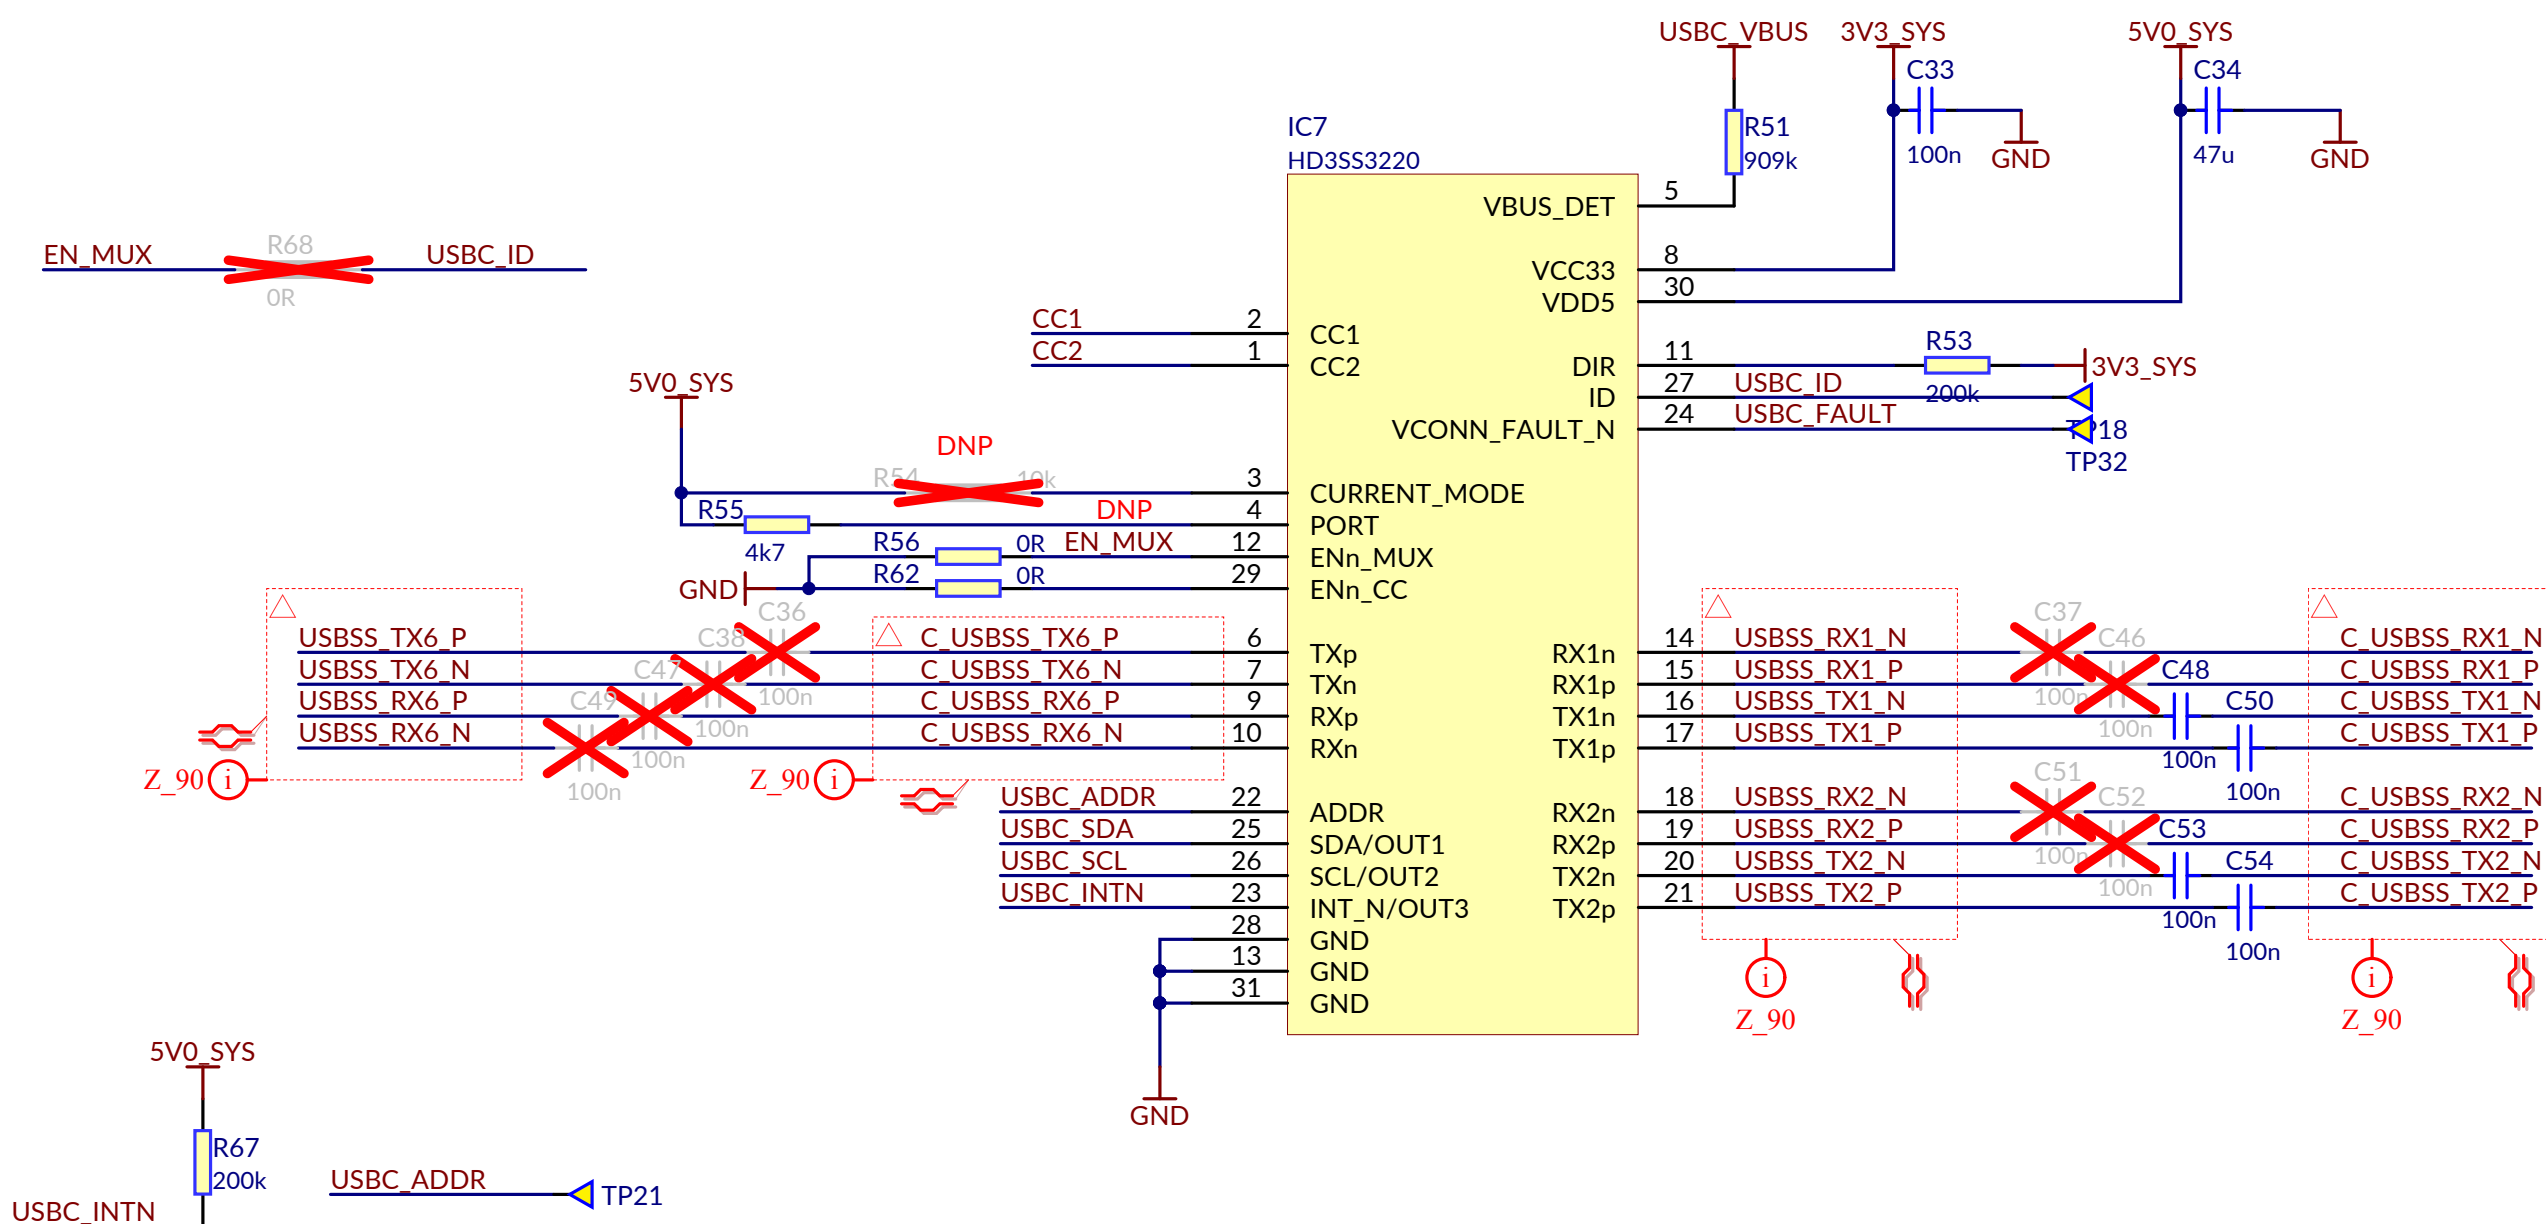 USBC_VBUS
3V3_SYS
5V0_SYS
C33
C34
R51
909k
100n
GND
47u
GND
IC7
HD3SS3220
5
VBUS_DET
8
VCC33
30
VDD5
EN_MUX
R68
0R
USBC_ID
CC1
2
CC1
CC2
1
CC2
11
DIR
R53
200k
3V3_SYS
27
ID
USBC_ID
24
VCONN_FAULT_N
USBC_FAULT
TP18
TP32
5V0_SYS
DNP
R54
10k
3
CURRENT_MODE
R55
4k7
DNP
4
PORT
R56
0R
EN_MUX
12
ENn_MUX
GND
R62
0R
29
ENn_CC
C36
C38
C47
C49
USBSS_TX6_P
C_USBSS_TX6_P
6
TXp
USBSS_TX6_N
C_USBSS_TX6_N
7
TXn
USBSS_RX6_P
C_USBSS_RX6_P
9
RXp
USBSS_RX6_N
C_USBSS_RX6_N
10
RXn
100n
100n
100n
100n
Z_90
i
Z_90
i
14
RX1n
USBSS_RX1_N
C37
C46
C_USBSS_RX1_N
15
RX1p
USBSS_RX1_P
100n
C48
C_USBSS_RX1_P
16
TX1n
USBSS_TX1_N
100n
C50
C_USBSS_TX1_N
17
TX1p
USBSS_TX1_P
100n
C_USBSS_TX1_P
100n
USBC_ADDR
22
ADDR
USBC_SDA
25
SDA/OUT1
USBC_SCL
26
SCL/OUT2
USBC_INTN
23
INT_N/OUT3
28
GND
13
GND
31
GND
GND
18
RX2n
USBSS_RX2_N
C51
C52
C_USBSS_RX2_N
19
RX2p
USBSS_RX2_P
100n
C53
C_USBSS_RX2_P
20
TX2n
USBSS_TX2_N
100n
C54
C_USBSS_TX2_N
21
TX2p
USBSS_TX2_P
100n
C_USBSS_TX2_P
100n
i
Z_90
i
Z_90
5V0_SYS
R67
200k
USBC_INTN
USBC_ADDR
TP21